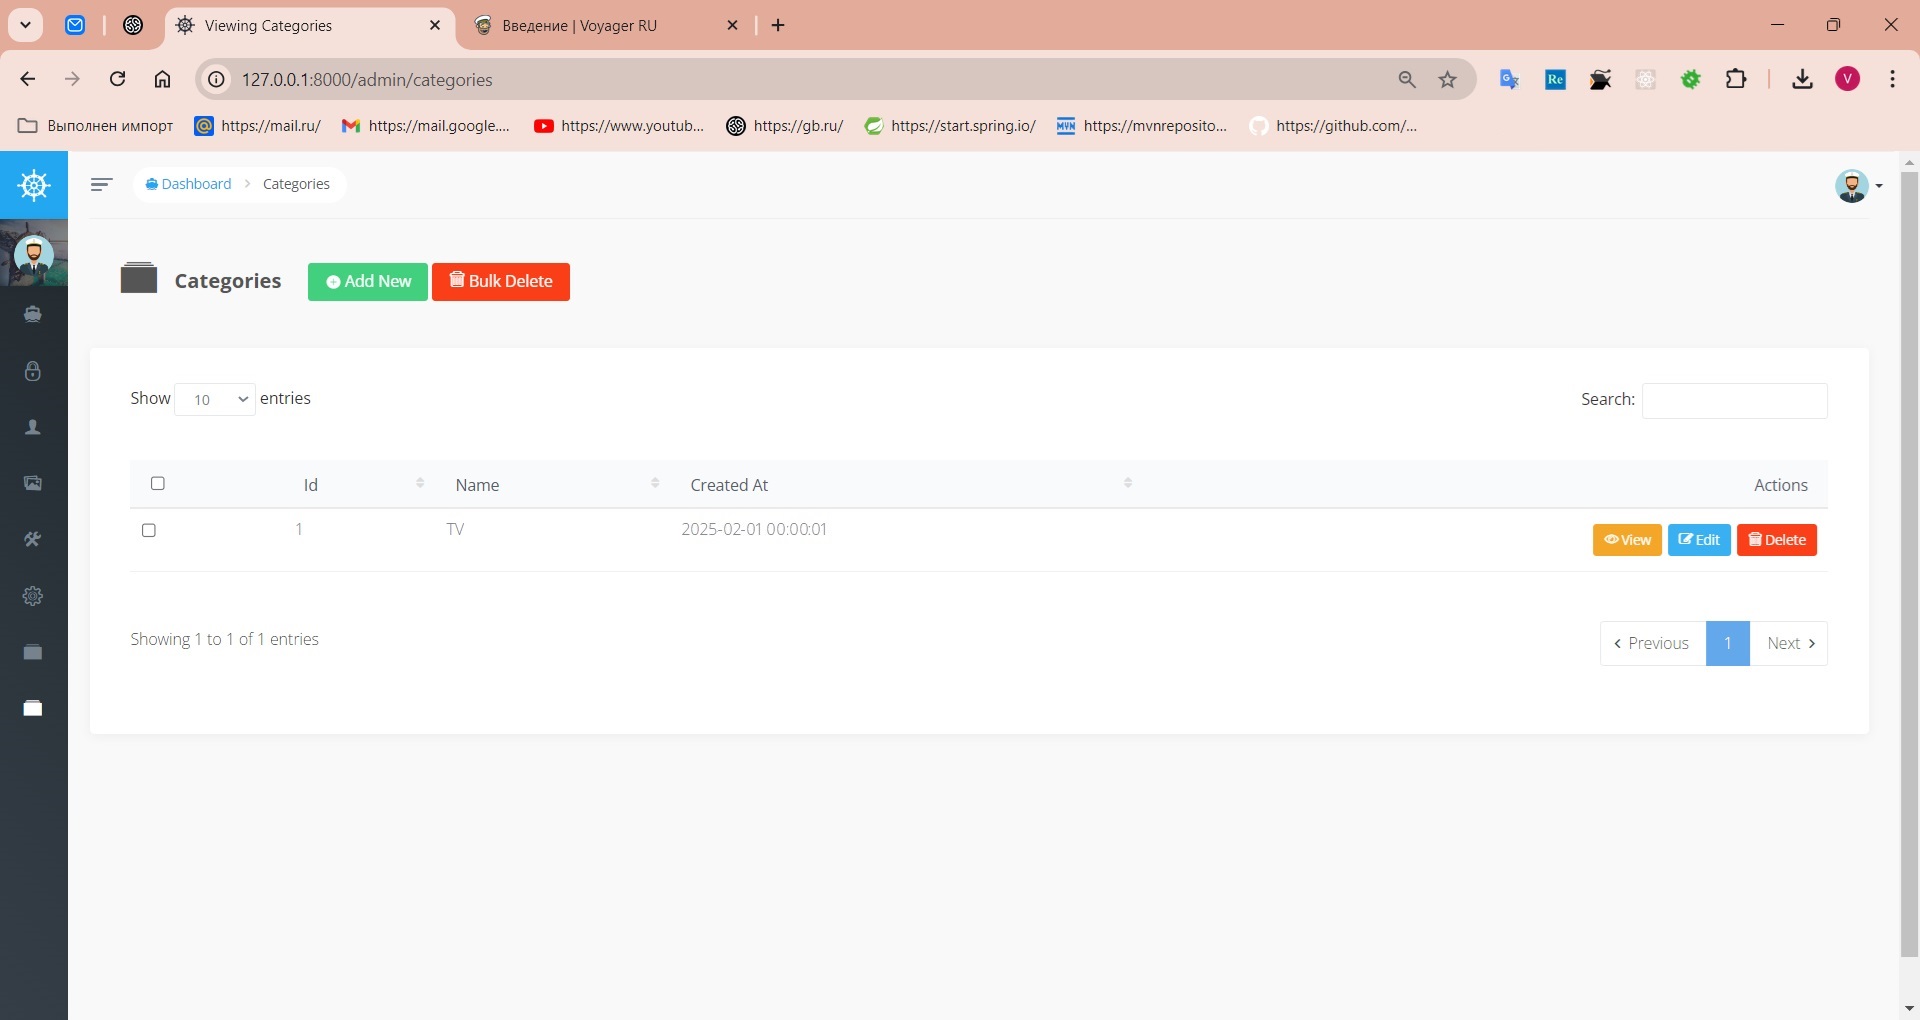 Viewing Categories
Введение | Voyager RU
127.0.0.1:8000/admin/categories
Re
V
Выполнен импорт
https://mail.ru/
https://mail.google....
https://www.youtub...
https://gb.ru/
https://start.spring.io/
MVN
https://mvnreposito...
https://github.com/...
Dashboard
Categories
Categories
Add New
Bulk Delete
Show 10 entries
Search:
Id
Name
Created At
Actions
1
TV
2025-02-01 00:00:01
View
Edit
Delete
Showing 1 to 1 of 1 entries
Previous
1
Next